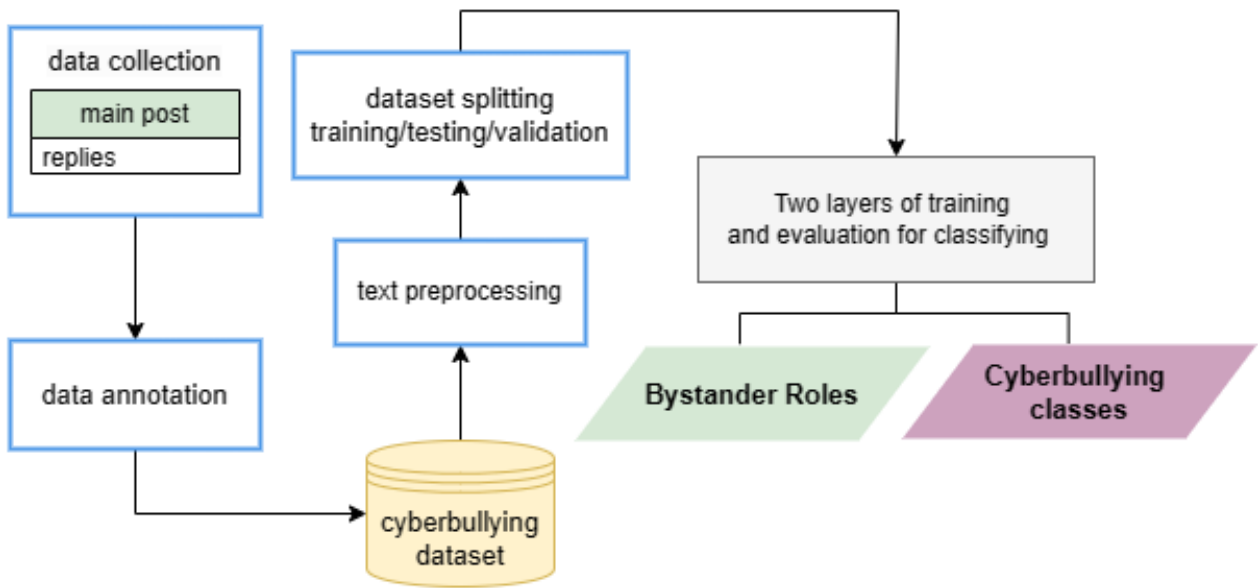 data collection
main post
replies
data annotation
cyberbullying
dataset
text preprocessing
dataset splitting
training/testing/validation
Two layers of training
and evaluation for classifying
Bystander Roles
Cyberbullying
classes